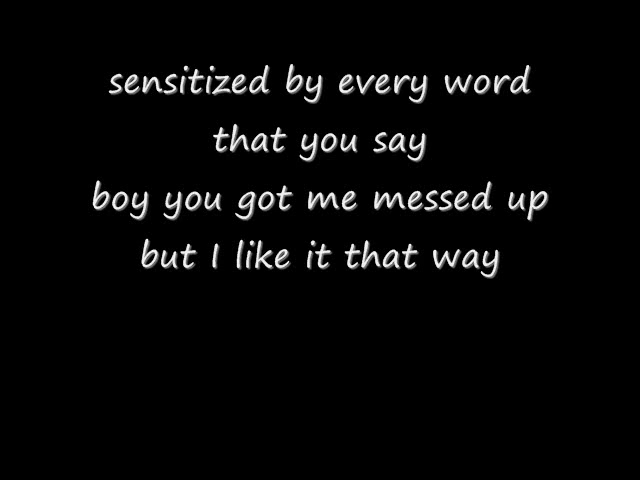 sensitized by every word
that you say
boy you got me messed up
but I like it that way